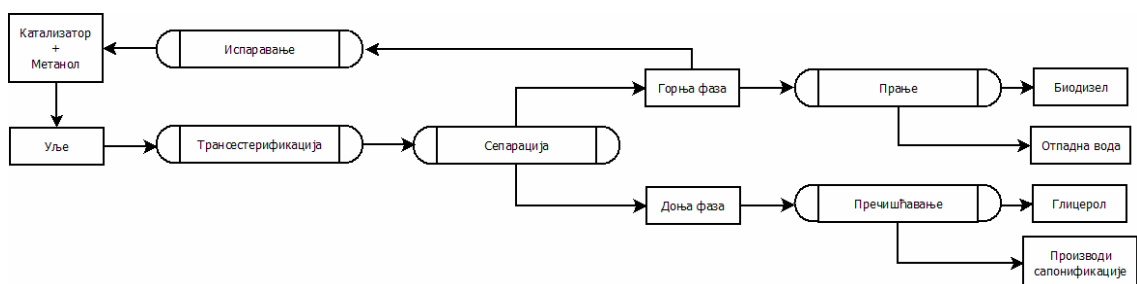 Катализатор
+
Метанол
Испаравање
Горња фаза
Прање
Биодизел
Уље
Трансестерификација
Сепарација
Отпадна вода
Доња фаза
Пречишћавање
Глицерол
Производи
сапонификације